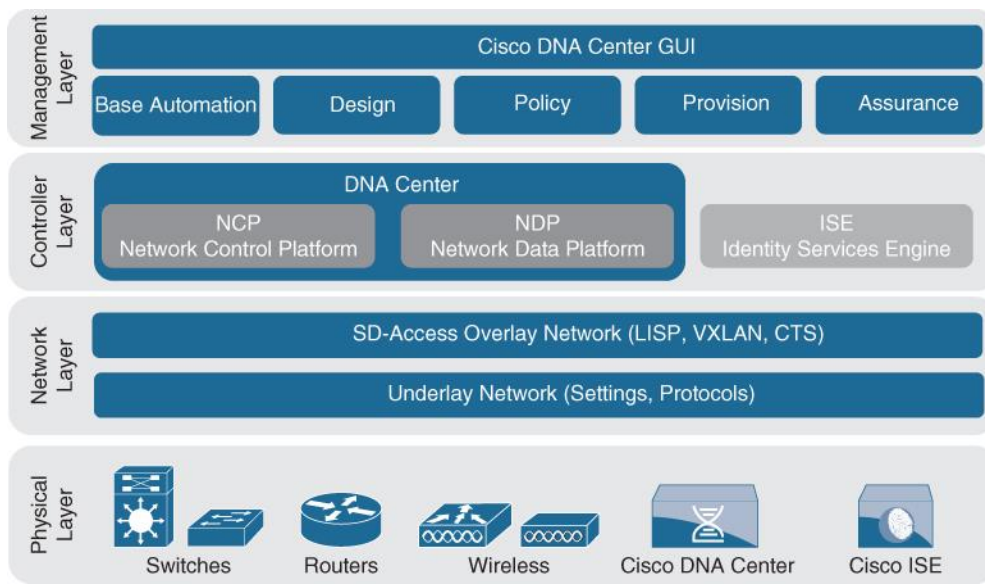 Management
Layer
Cisco DNA Center GUI
Base Automation
Design
Policy
Provision
Assurance
Controller
Layer
DNA Center
NCP
Network Control Platform
NDP
Network Data Platform
ISE
Identity Services Engine
Network
Layer
SD-Access Overlay Network (LISP, VXLAN, CTS)
Underlay Network (Settings, Protocols)
Physical
Layer
Switches
Routers
Wireless
Cisco DNA Center
Cisco ISE